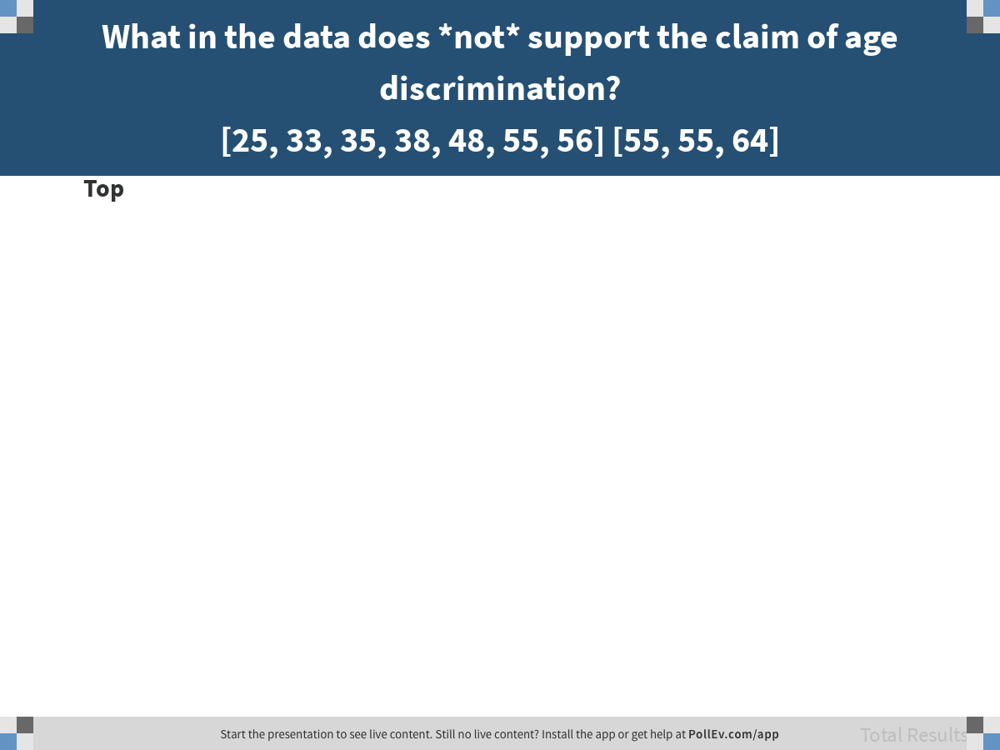 What in the data does *not* support the claim of age
discrimination?
[25, 33, 35, 38, 48, 55, 56] [55, 55, 64]
Top
Start the presentation to see live content. Still no live content? Install the app or get help at PollEv.com/app
Total Results